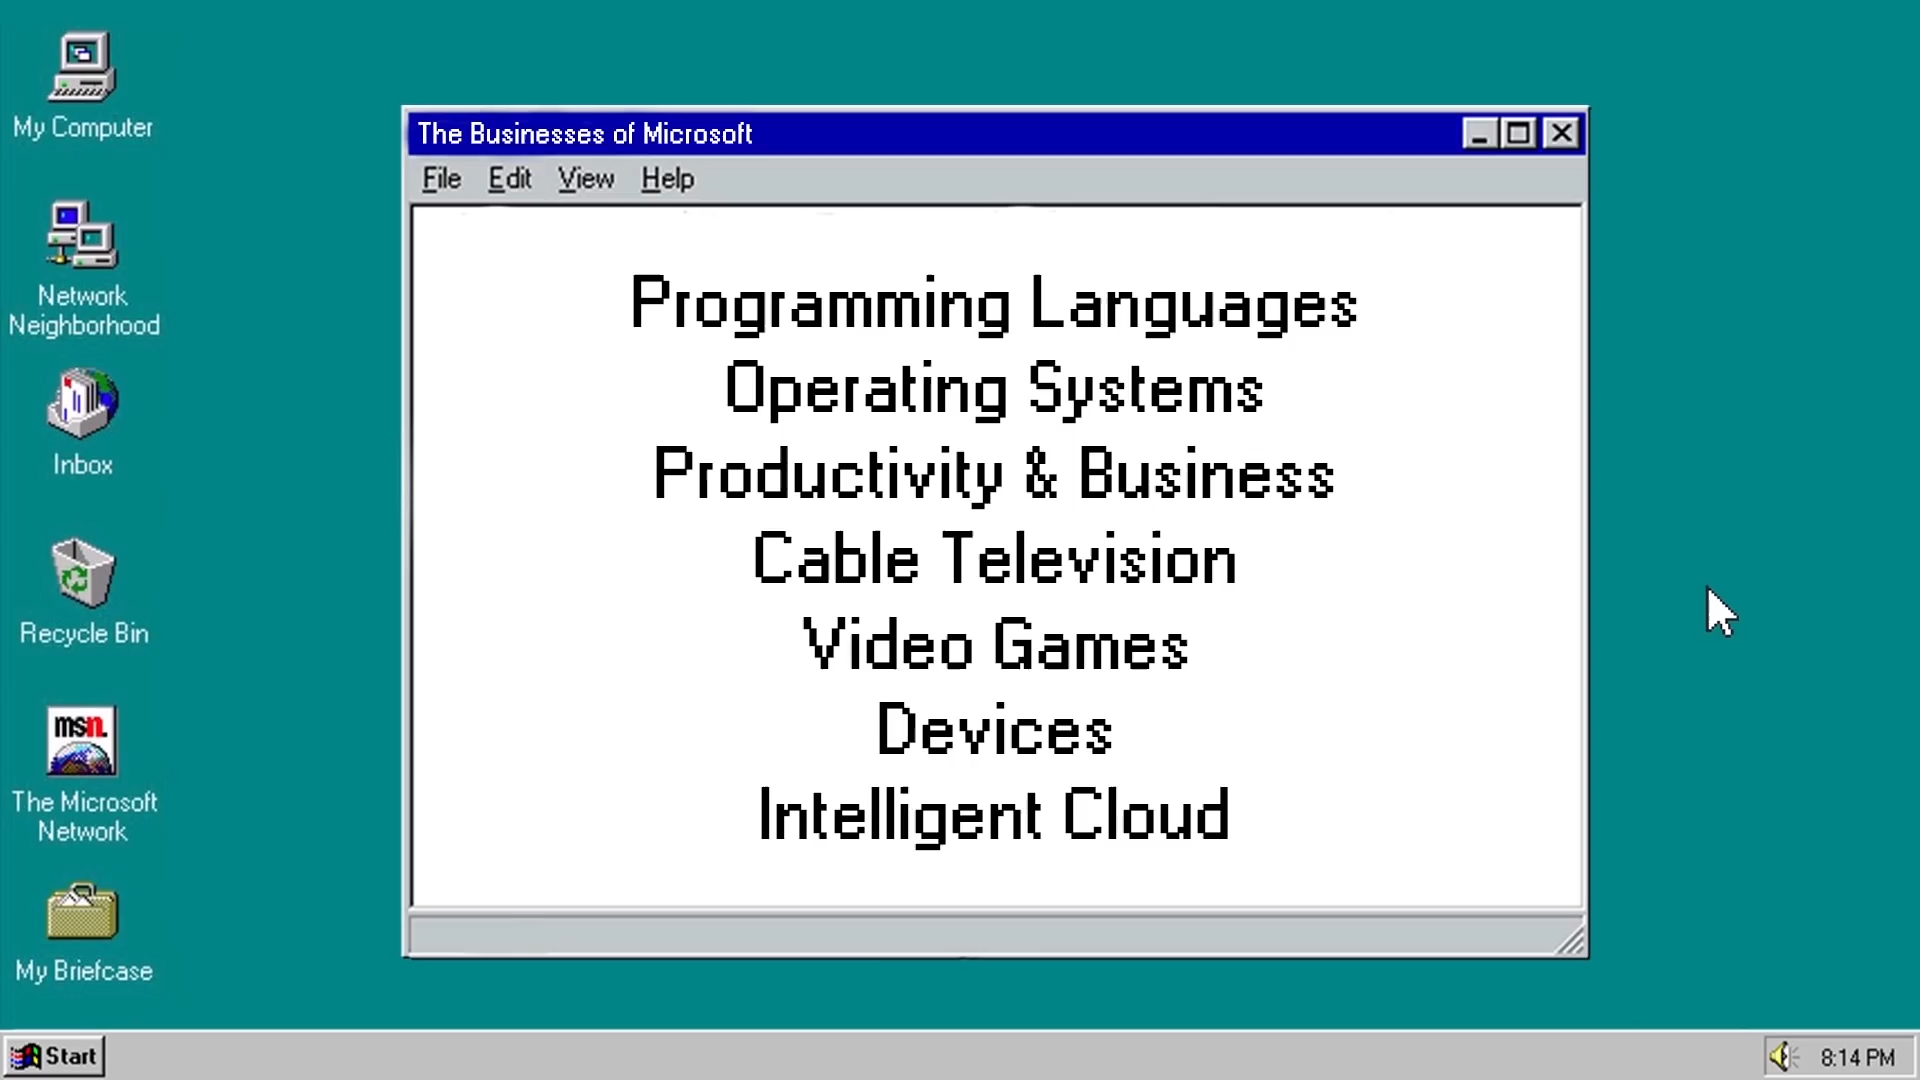 My Computer
Network
Neighborhood
Inbox
Recycle Bin
msn.
The Microsoft
Network
My Briefcase
The Businesses of Microsoft
File Edit View Help
Programming Languages
Operating Systems
Productivity & Business
Cable Television
Video Games
Devices
Intelligent Cloud
Start
8:14 PM